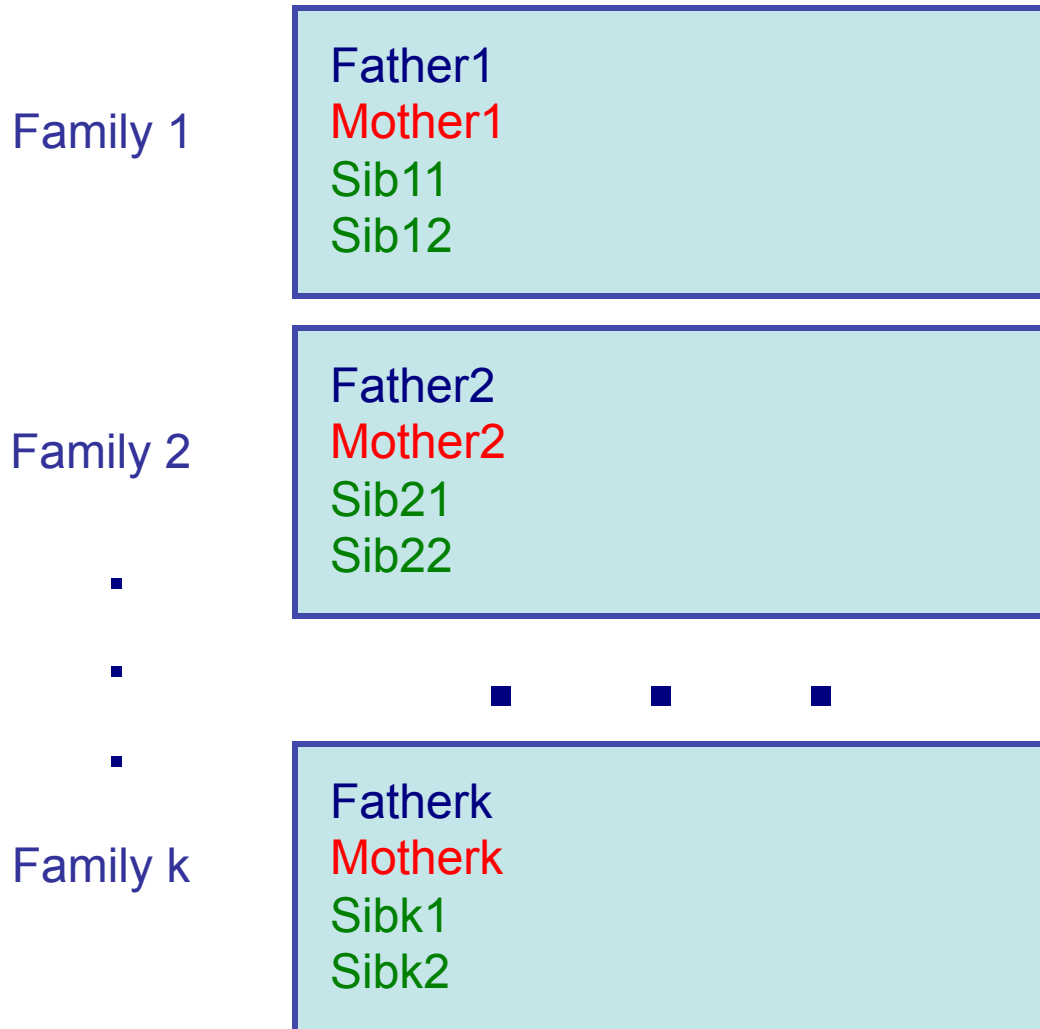 Family 1
Father1
Mother1
Sib11
Sib12
Family 2
Father2
Mother2
Sib21
Sib22
Family k
Fatherk
Motherk
Sibk1
Sibk2